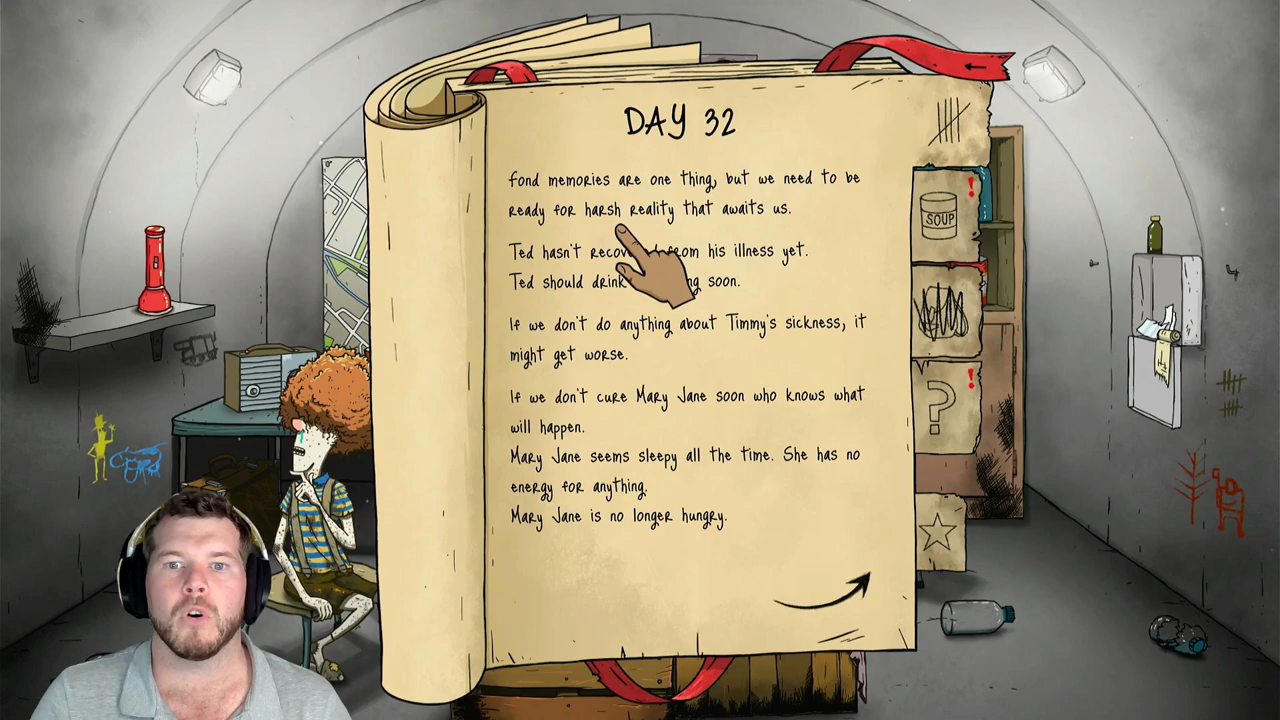 DAY 32
Fond memories are one thing, but we need to be
ready for harsh reality that awaits us.
Ted hasn't from his illness yet.
Ted should drink soon.
If we don't do anything about Timmy's sickness, it
might get worse.
If we don't cure Mary Jane soon who knows what
will happen.
Mary Jane seems sleepy all the time. She has no
energy for anything.
Mary Jane is no longer hungry.
SOUP
!
!
?